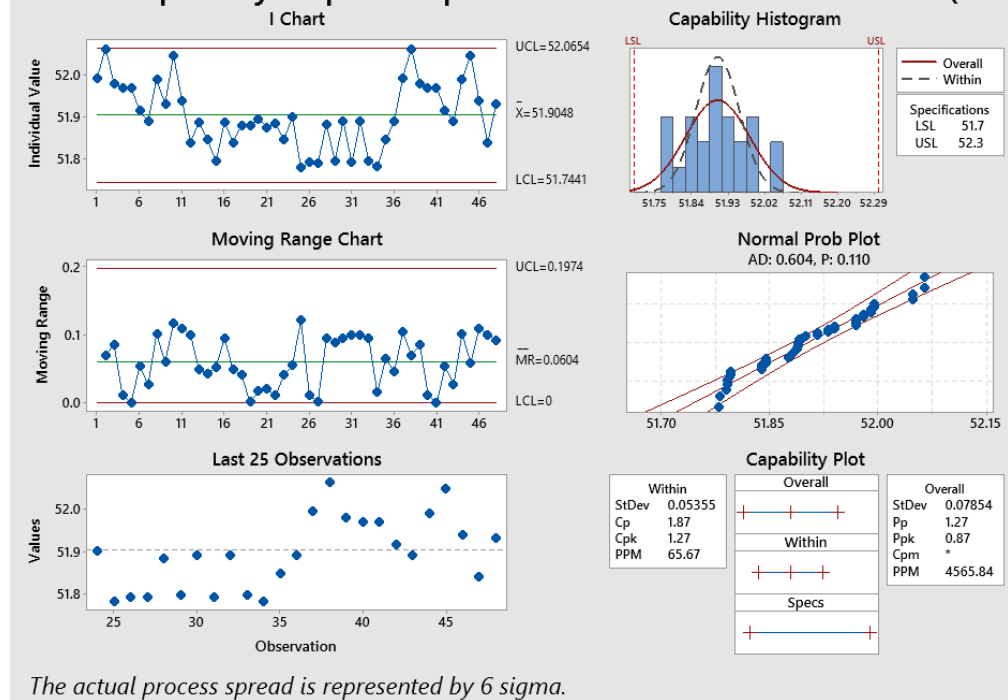 I Chart
Individual Value
52.0
51.9
51.8
UCL=52.0654
X̄=51.9048
LCL=51.7441
1 6 11 16 21 26 31 36 41 46
Capability Histogram
LSL USL
51.75 51.84 51.93 52.02 52.11 52.20 52.29
Overall
Within
Specifications
LSL 51.7
USL 52.3
Moving Range Chart
Moving Range
0.2
0.1
0.0
UCL=0.1974
M̅R̅=0.0604
LCL=0
1 6 11 16 21 26 31 36 41 46
Normal Prob Plot
AD: 0.604, P: 0.110
51.70 51.85 52.00 52.15
Last 25 Observations
Values
52.0
51.9
51.8
25 30 35 40 45
Observation
Capability Plot
Within
StDev 0.05355
Cp 1.87
Cpk 1.27
PPM 65.67
Overall
Within
Specs
Overall
StDev 0.07854
Pp 1.27
Ppk 0.87
Cpm *
PPM 4565.84
The actual process spread is represented by 6 sigma.